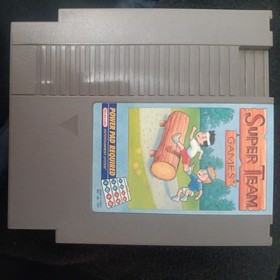 SUPER TEAM
GAMES
POWER PAD REQUIRED